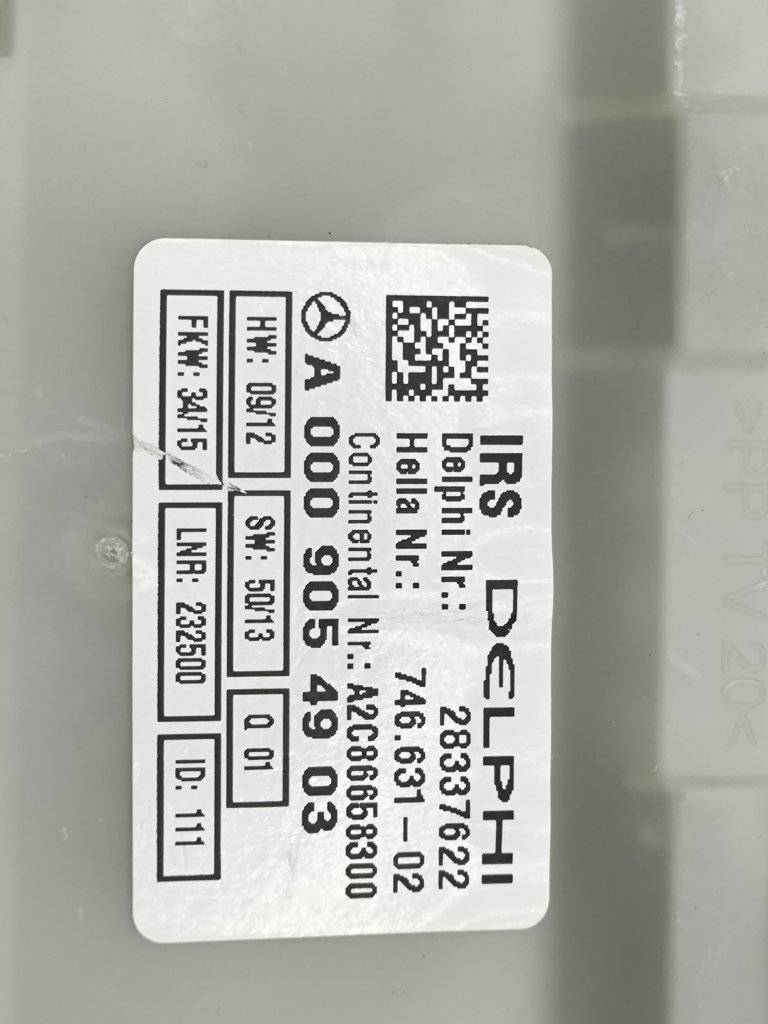 IRS DELPHI
Delphi Nr.: 28337622
Hella Nr.: 746.631-02
Continental Nr.: A2C86658300
A 000 905 49 03
HW: 09/12 SW: 50/13 Q 01
FKW: 34/15 LNR: 232500 ID: 111
>PP TV 20<